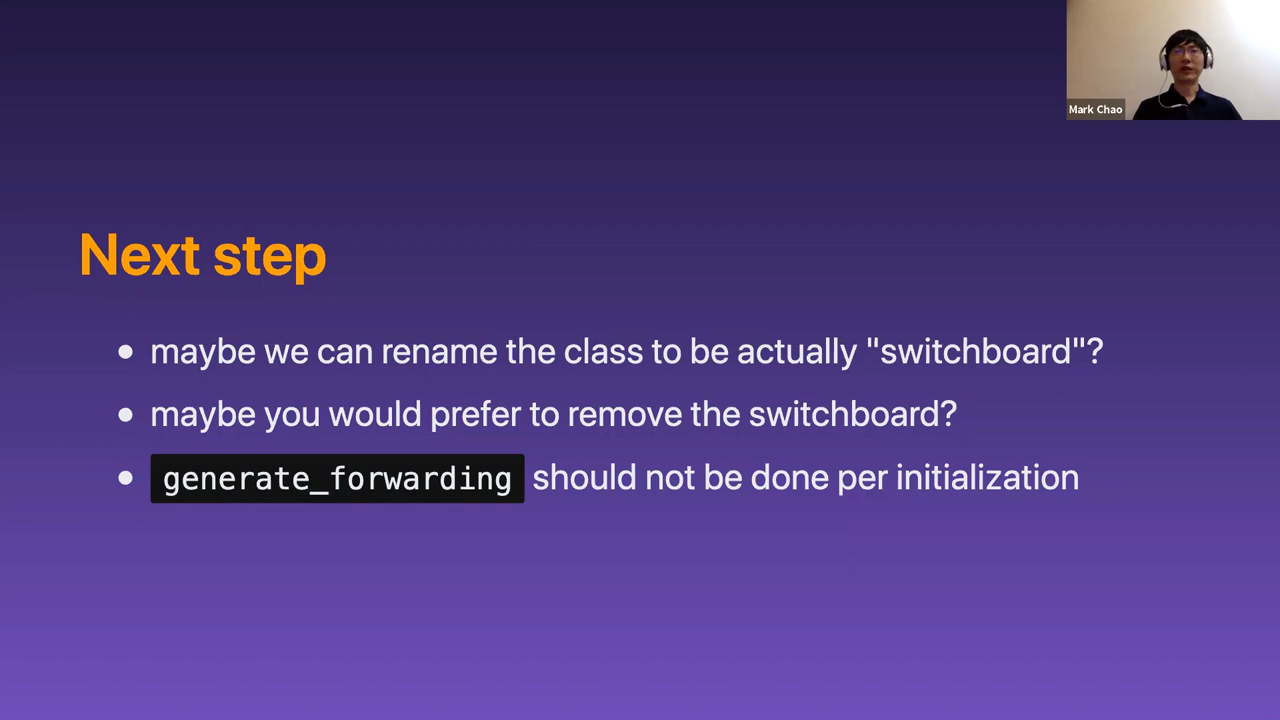 Mark Chao
Next step
• maybe we can rename the class to be actually "switchboard"?
• maybe you would prefer to remove the switchboard?
• generate_forwarding should not be done per initialization